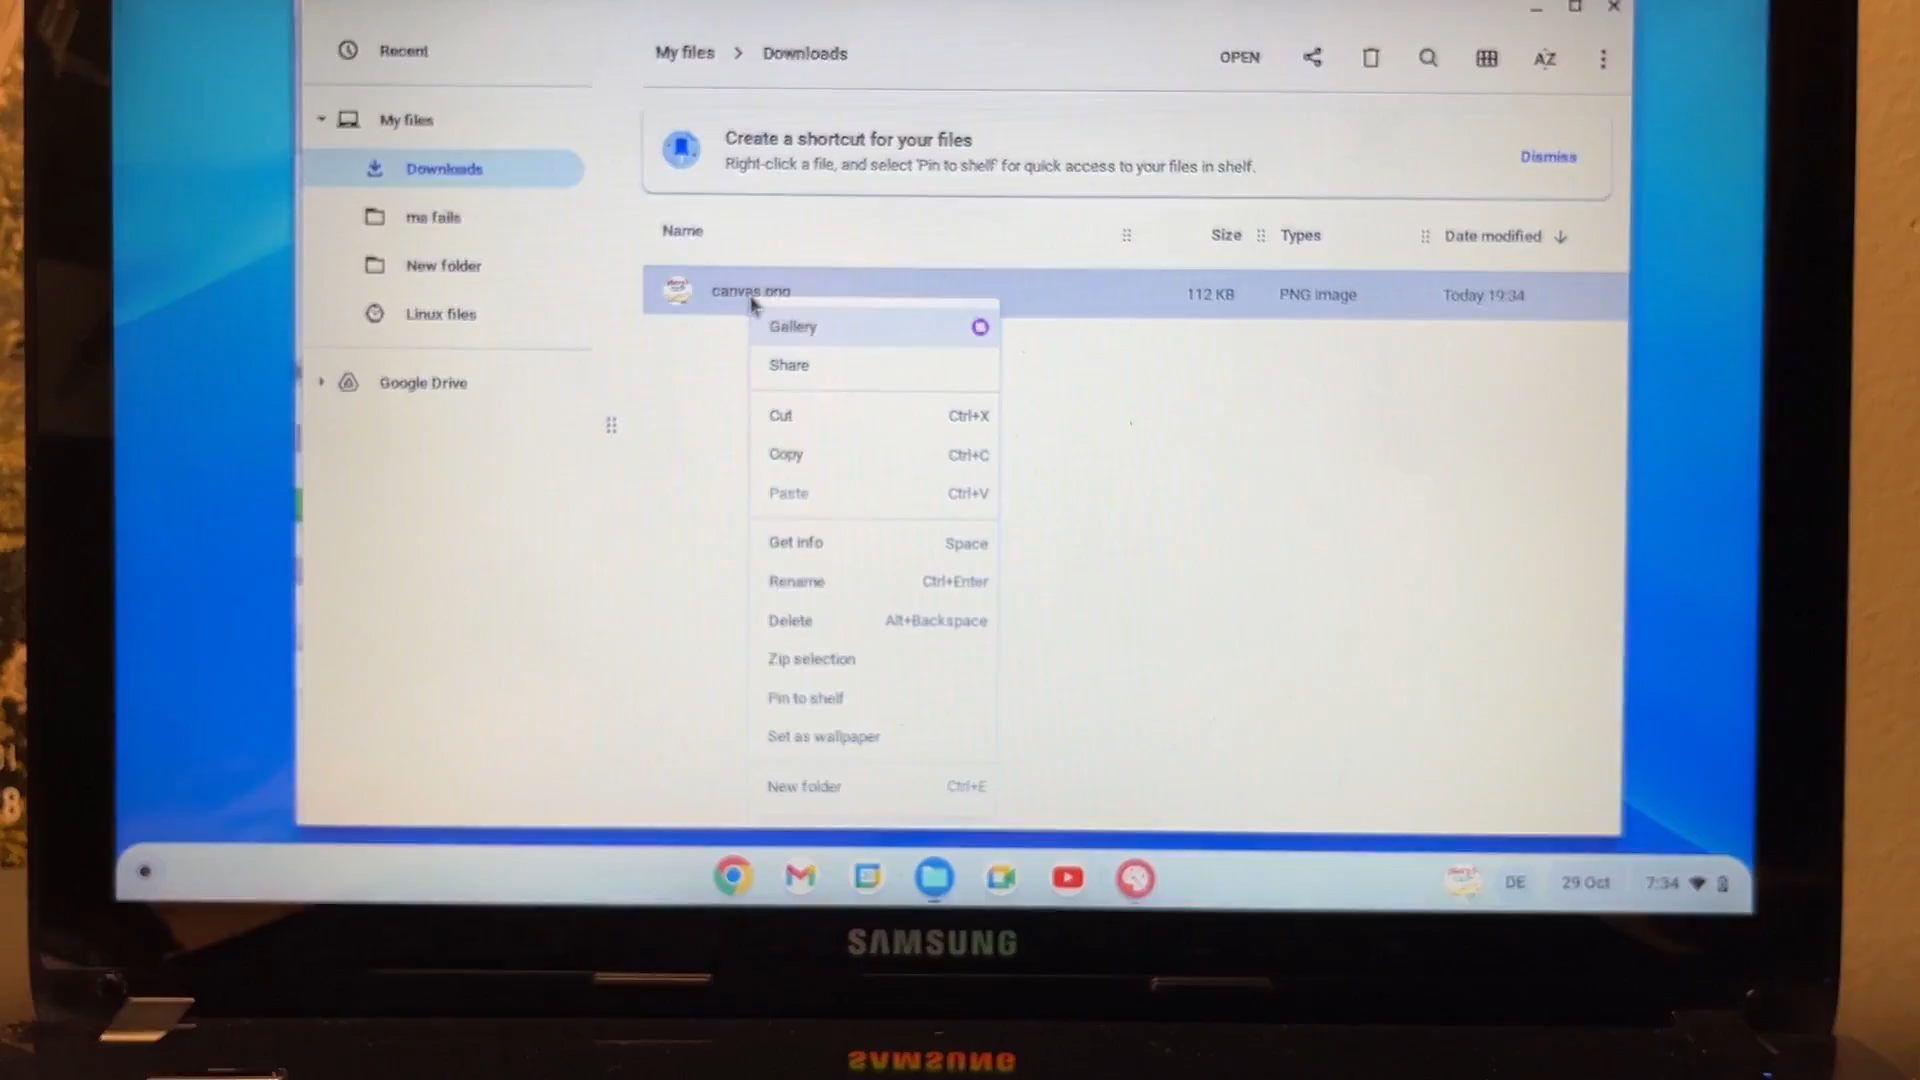 Recent
My files > Downloads
OPEN
AZ
My files
Downloads
ma fails
New folder
Linux files
Google Drive
Create a shortcut for your files
Right-click a file, and select 'Pin to shelf' for quick access to your files in shelf.
Dismiss
Name Size Types Date modified
canvas.png 112 KB PNG image Today 19:34
Gallery
Share
Cut Ctrl+X
Copy Ctrl+C
Paste Ctrl+V
Get info Space
Rename Ctrl+Enter
Delete Alt+Backspace
Zip selection
Pin to shelf
Set as wallpaper
New folder Ctrl+E
DE 29 Oct 7:34
SAMSUNG
SAMSUNG